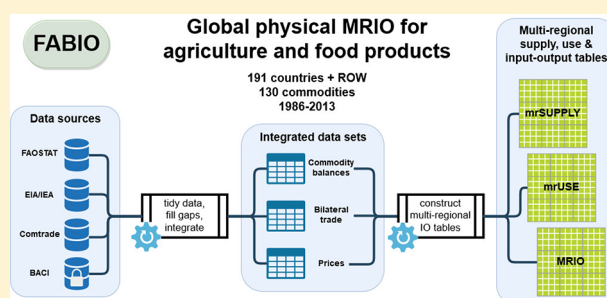 FABIO
Global physical MRIO for
agriculture and food products
191 countries + ROW
130 commodities
1986-2013
Data sources
FAOSTAT
EIA/IEA
Comtrade
BACI
tidy data,
fill gaps,
integrate
Integrated data sets
Commodity
balances
Bilateral
trade
Prices
construct
multi-regional
IO tables
Multi-regional
supply, use &
input-output tables
mrSUPPLY
mrUSE
MRIO